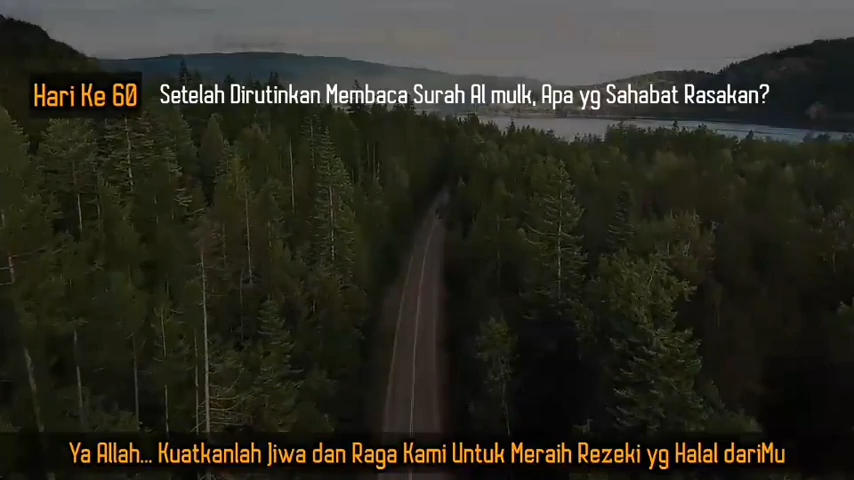 Hari Ke 60 Setelah Dirutinkan Membaca Surah Al mulk, Apa yg Sahabat Rasakan?
Ya Allah... Kuatkanlah Jiwa dan Raga Kami Untuk Meraih Rezeki yg Halal dariMu